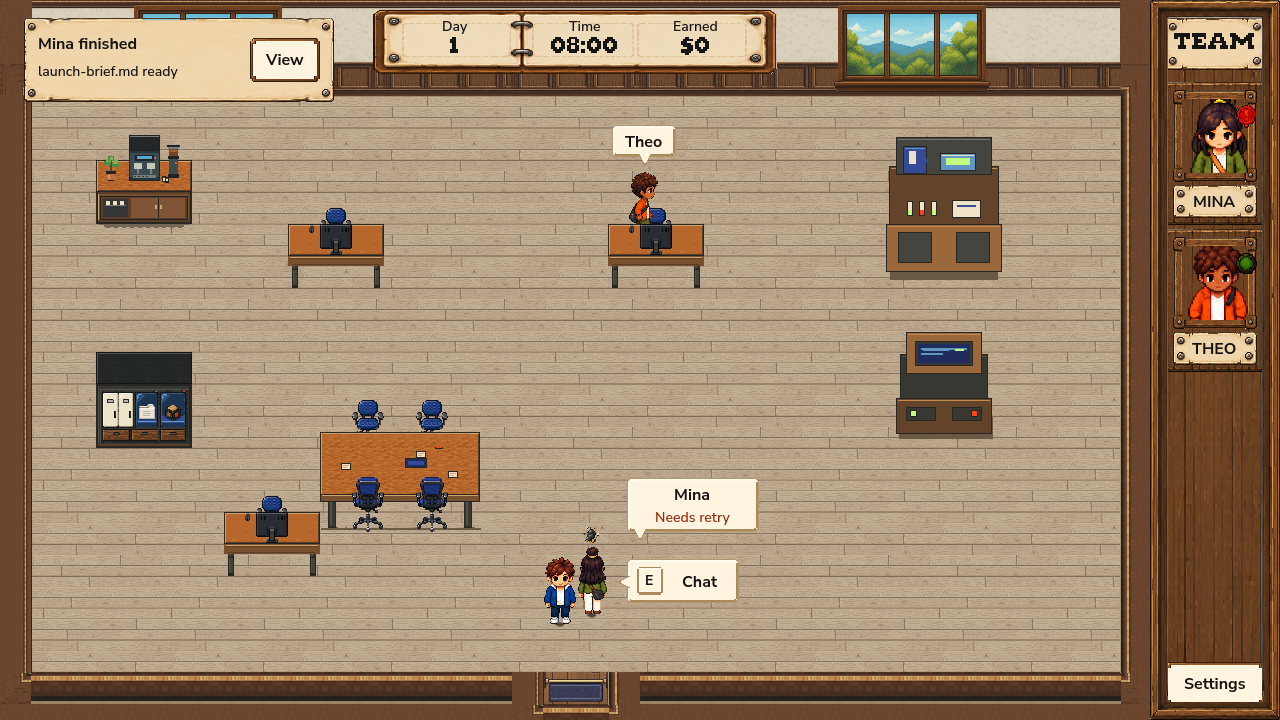 Mina finished
launch-brief.md ready
View
Day
1
Time
08:00
Earned
$0
TEAM
MINA
THEO
Theo
Mina
Needs retry
E
Chat
Settings